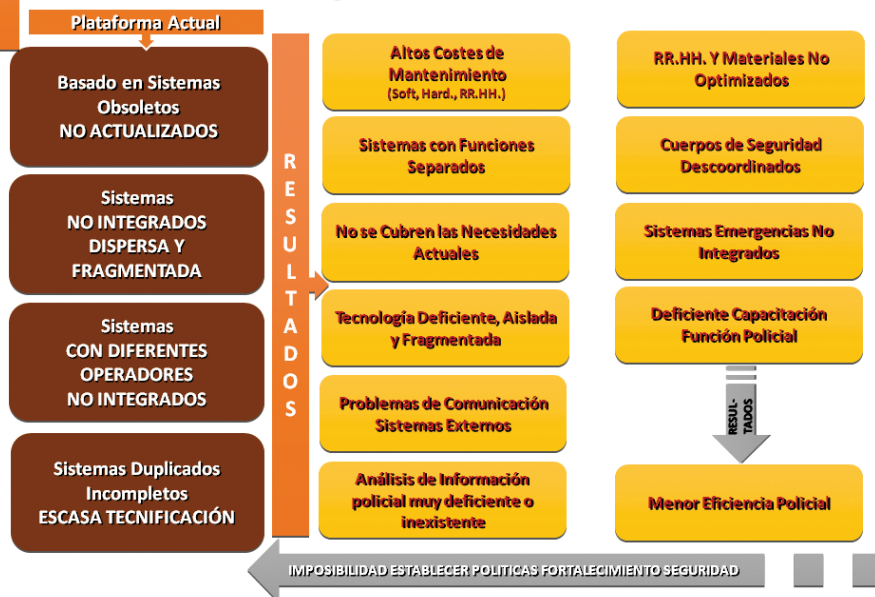 Plataforma Actual
Basado en Sistemas
Obsoletos
NO ACTUALIZADOS
Sistemas
NO INTEGRADOS
DISPERSA Y
FRAGMENTADA
Sistemas
CON DIFERENTES
OPERADORES
NO INTEGRADOS
Sistemas Duplicados
Incompletos
ESCASA TECNIFICACIÓN
RESULTADOS
Altos Costes de
Mantenimiento
(Soft, Hard., RR.HH.)
Sistemas con Funciones
Separados
No se Cubren las Necesidades
Actuales
Tecnología Deficiente, Aislada
y Fragmentada
Problemas de Comunicación
Sistemas Externos
Análisis de Información
policial muy deficiente o
inexistente
RR.HH. Y Materiales No
Optimizados
Cuerpos de Seguridad
Descoordinados
Sistemas Emergencias No
Integrados
Deficiente Capacitación
Función Policial
RESUL-
TADOS
Menor Eficiencia Policial
IMPOSIBILIDAD ESTABLECER POLITICAS FORTALECIMIENTO SEGURIDAD